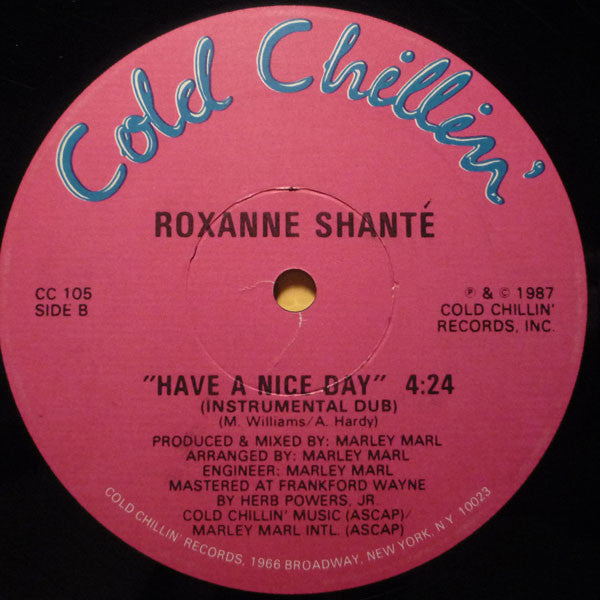 Cold Chillin'
ROXANNE SHANTÉ
CC 105
SIDE B
℗ & © 1987
COLD CHILLIN'
RECORDS, INC.
"HAVE A NICE DAY" 4:24
(INSTRUMENTAL DUB)
(M. Williams/A. Hardy)
PRODUCED & MIXED BY: MARLEY MARL
ARRANGED BY: MARLEY MARL
ENGINEER: MARLEY MARL
MASTERED AT FRANKFORD WAYNE
BY HERB POWERS, JR.
COLD CHILLIN' MUSIC (ASCAP)/
MARLEY MARL INTL. (ASCAP)
COLD CHILLIN' RECORDS, 1966 BROADWAY, NEW YORK, N.Y. 10023